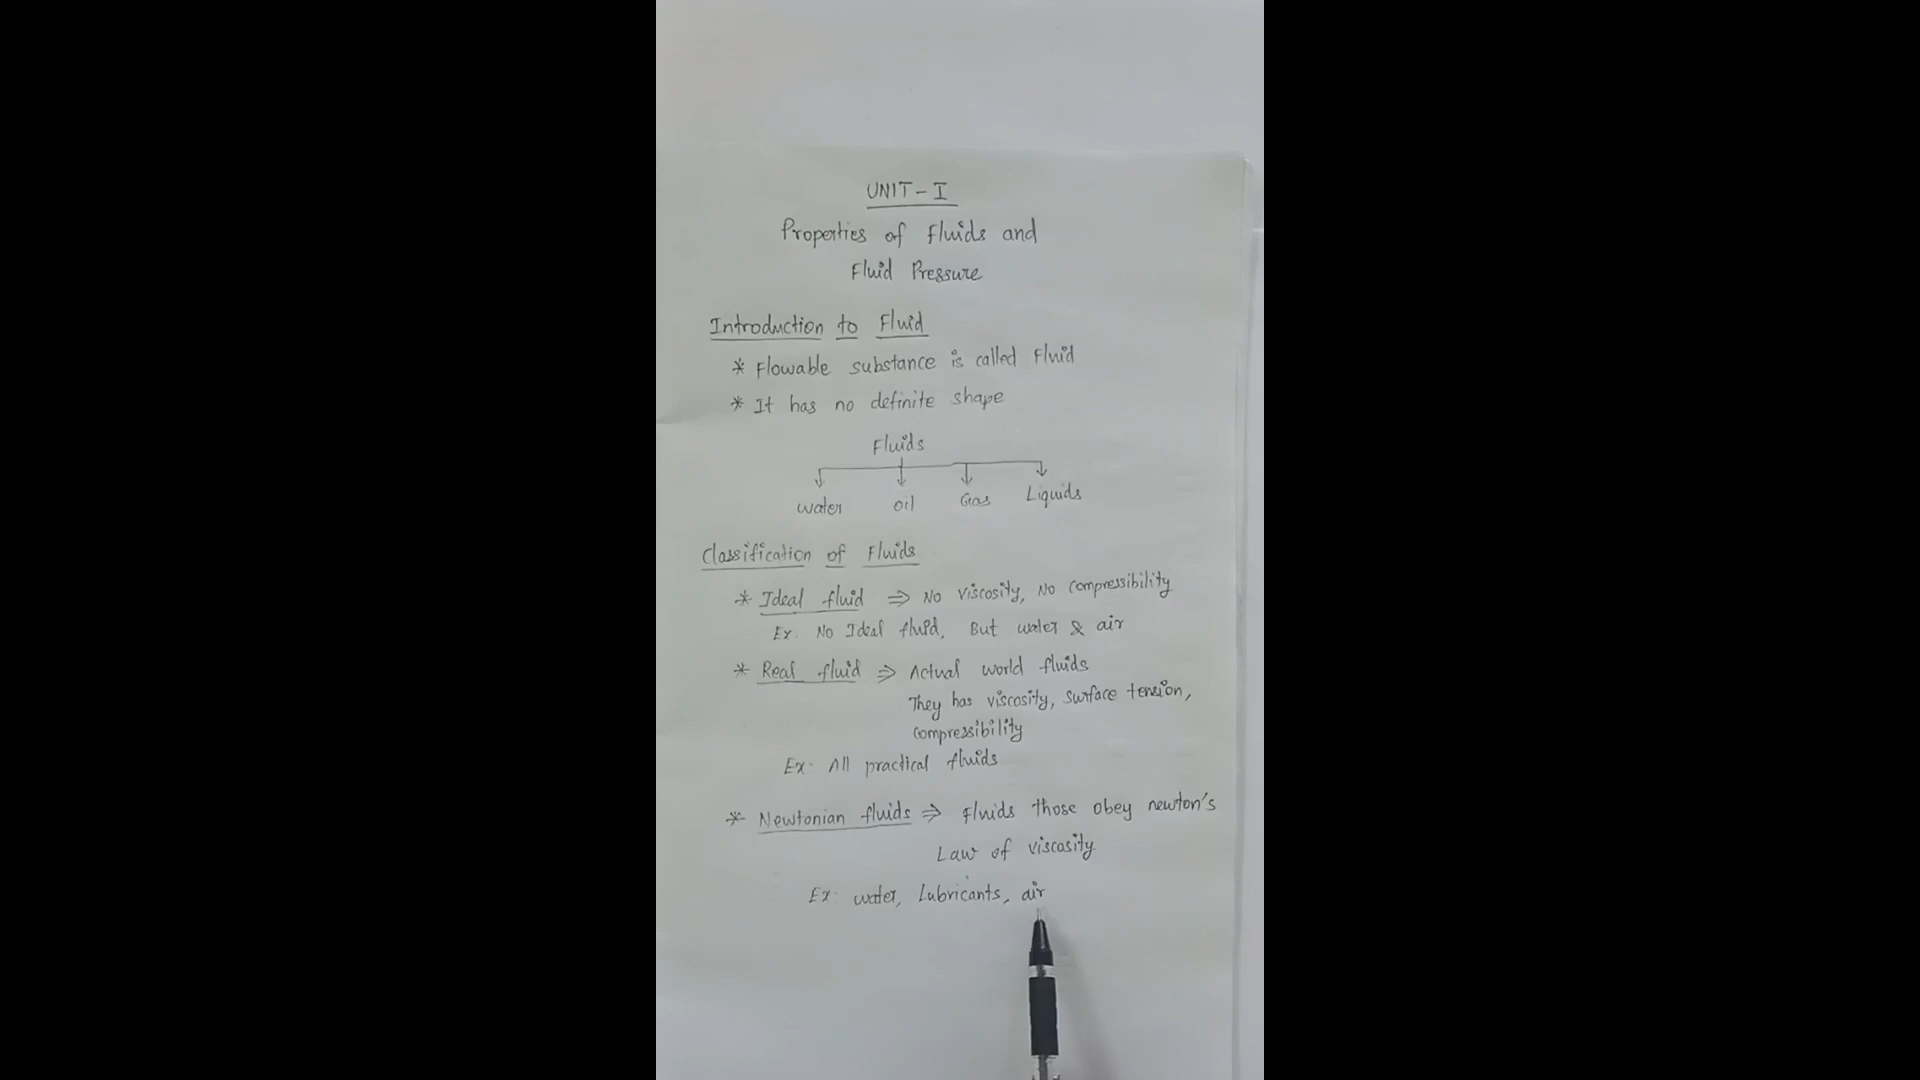 UNIT - I
Properties of Fluids and
Fluid Pressure
Introduction to Fluid
* Flowable substance is called Fluid
* It has no definite shape
Fluids
water oil Gas Liquids
Classification of Fluids
* Ideal fluid ⇒ No viscosity, No compressibility
Ex. No Ideal fluid, But water & air
* Real fluid ⇒ Actual world fluids
They has viscosity, surface tension,
compressibility
Ex. All practical fluids
* Newtonian fluids ⇒ Fluids those obey newton's
Law of viscosity
Ex. water, Lubricants, air